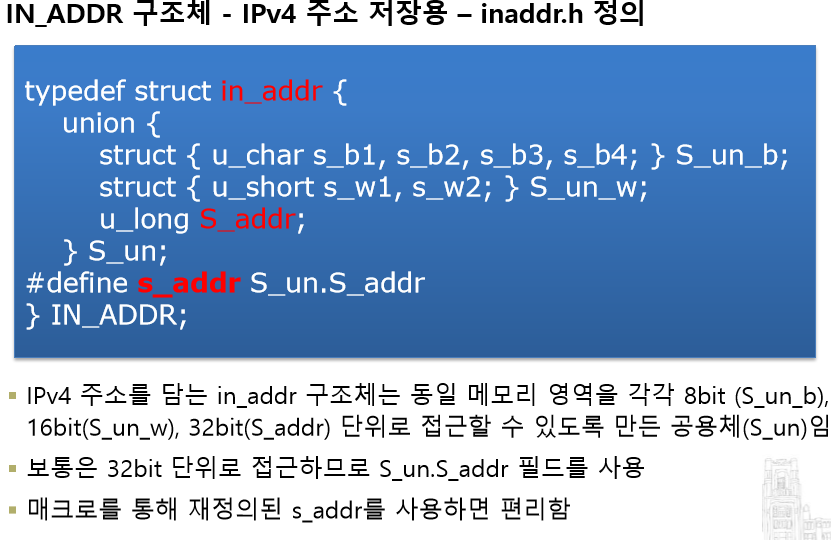 IN_ADDR 구조체 - IPv4 주소 저장용 – inaddr.h 정의
typedef struct in_addr {
union {
struct { u_char s_b1, s_b2, s_b3, s_b4; } S_un_b;
struct { u_short s_w1, s_w2; } S_un_w;
u_long S_addr;
} S_un;
#define s_addr S_un.S_addr
} IN_ADDR;
▪ IPv4 주소를 담는 in_addr 구조체는 동일 메모리 영역을 각각 8bit (S_un_b),
16bit(S_un_w), 32bit(S_addr) 단위로 접근할 수 있도록 만든 공용체(S_un)임
▪ 보통은 32bit 단위로 접근하므로 S_un.S_addr 필드를 사용
▪ 매크로를 통해 재정의된 s_addr를 사용하면 편리함